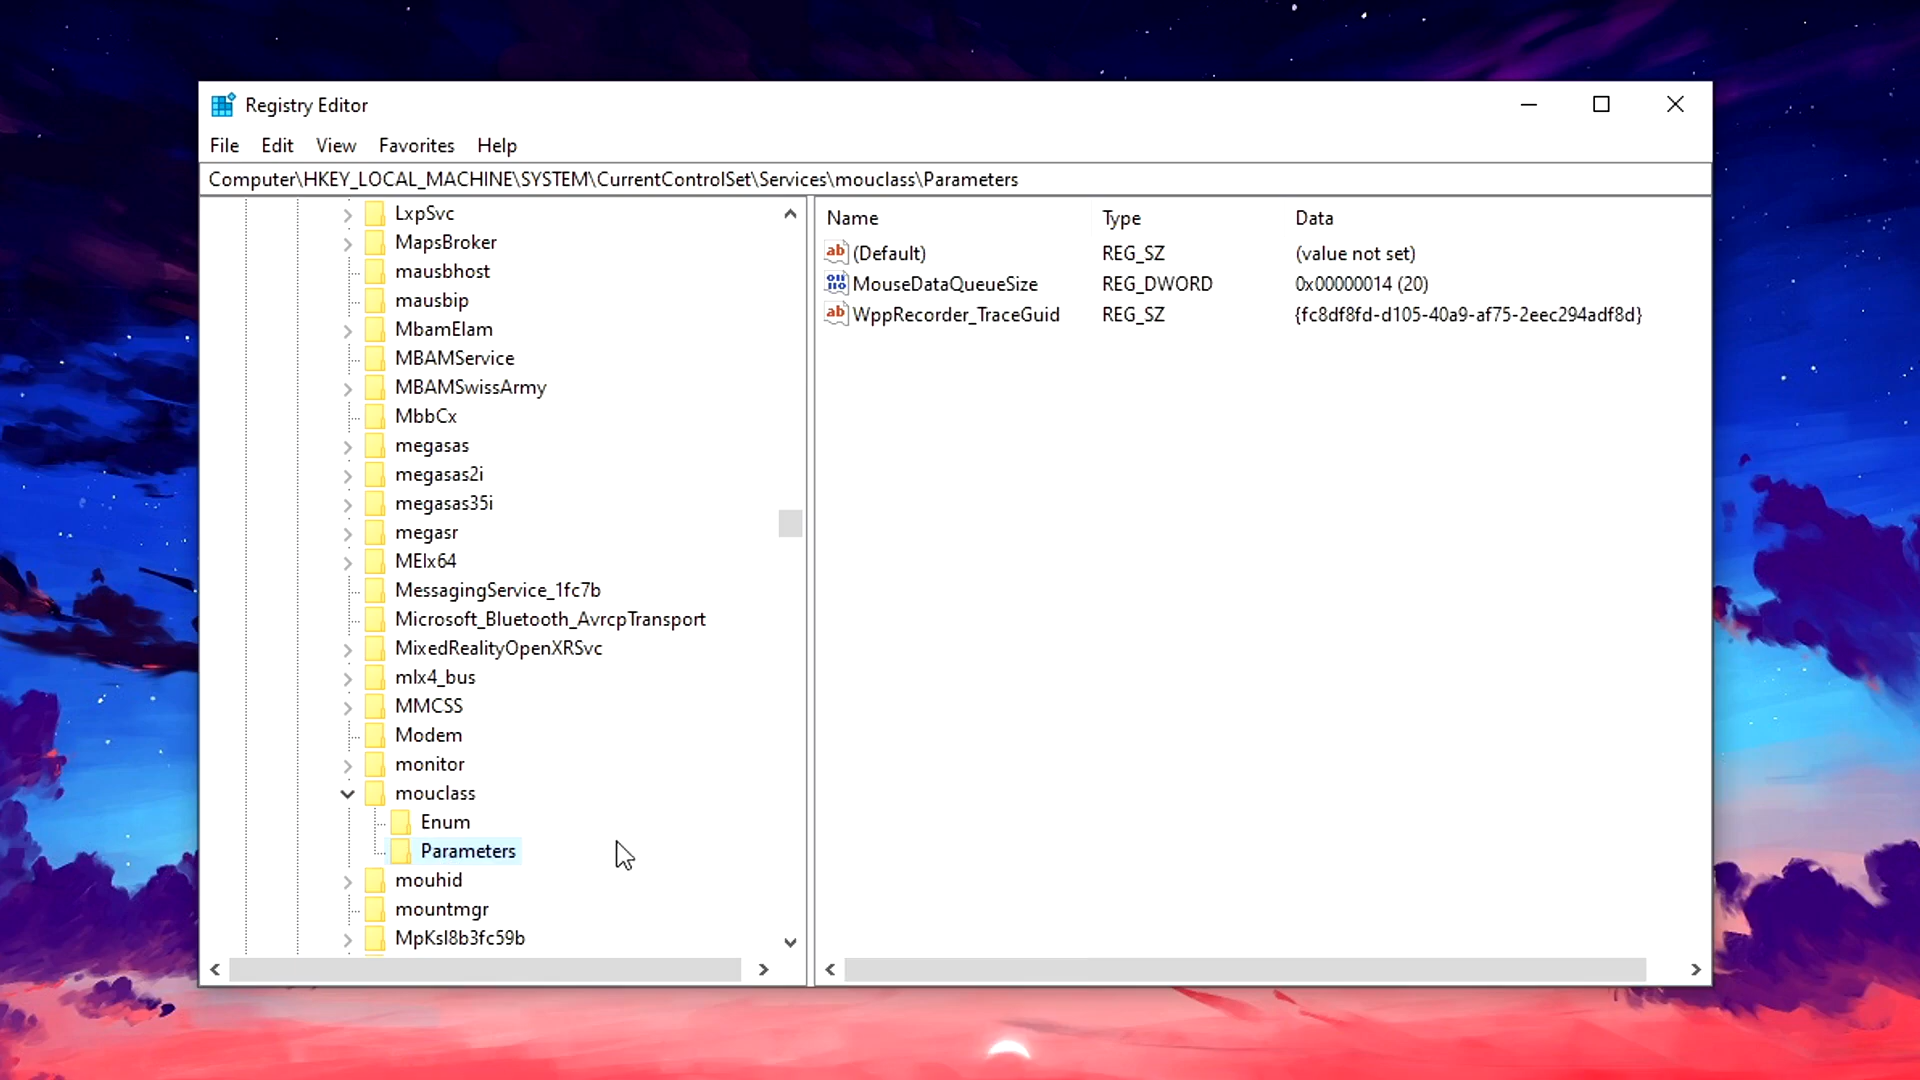 Registry Editor
File Edit View Favorites Help
Computer\HKEY_LOCAL_MACHINE\SYSTEM\CurrentControlSet\Services\mouclass\Parameters
LxpSvc
MapsBroker
mausbhost
mausbip
MbamElam
MBAMService
MBAMSwissArmy
MbbCx
megasas
megasas2i
megasas35i
megasr
MEIx64
MessagingService_1fc7b
Microsoft_Bluetooth_AvrcpTransport
MixedRealityOpenXRSvc
mlx4_bus
MMCSS
Modem
monitor
mouclass
Enum
Parameters
mouhid
mountmgr
MpKsl8b3fc59b
Name Type Data
(Default) REG_SZ (value not set)
MouseDataQueueSize REG_DWORD 0x00000014 (20)
WppRecorder_TraceGuid REG_SZ {fc8df8fd-d105-40a9-af75-2eec294adf8d}